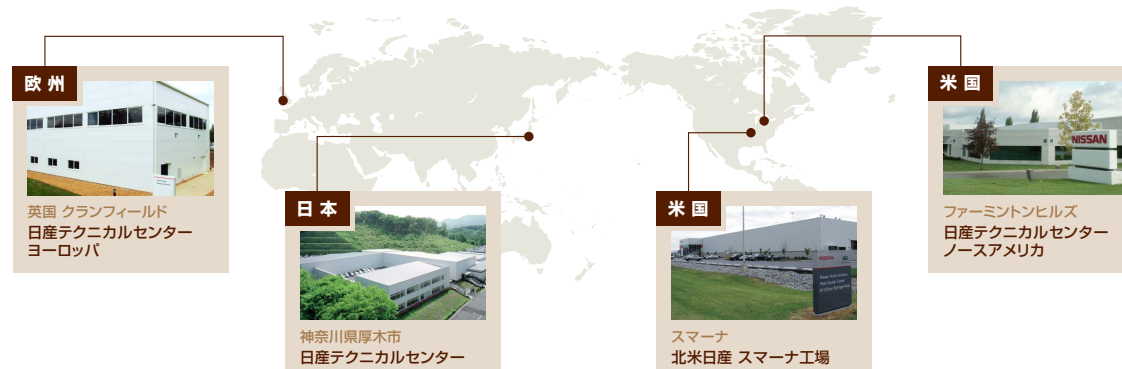 欧州
英国 クランフィールド
日産テクニカルセンター
ヨーロッパ
日本
神奈川県厚木市
日産テクニカルセンター
米国
スマーナ
北米日産 スマーナ工場
米国
NISSAN
ファーミントンヒルズ
日産テクニカルセンター
ノースアメリカ